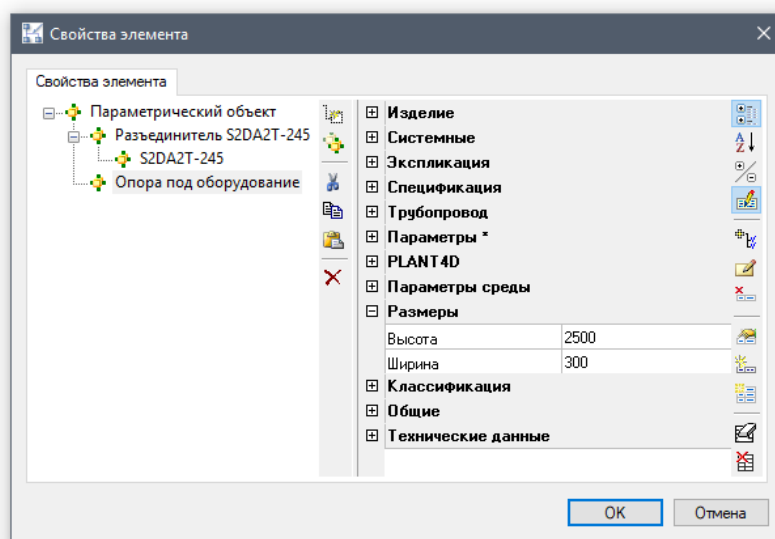 Свойства элемента
Свойства элемента
Параметрический объект
Разъединитель S2DA2T-245
S2DA2T-245
Опора под оборудование
Изделие
Системные
Экспликация
Спецификация
Трубопровод
Параметры *
PLANT4D
Параметры среды
Размеры
Высота 2500
Ширина 300
Классификация
Общие
Технические данные
OK Отмена